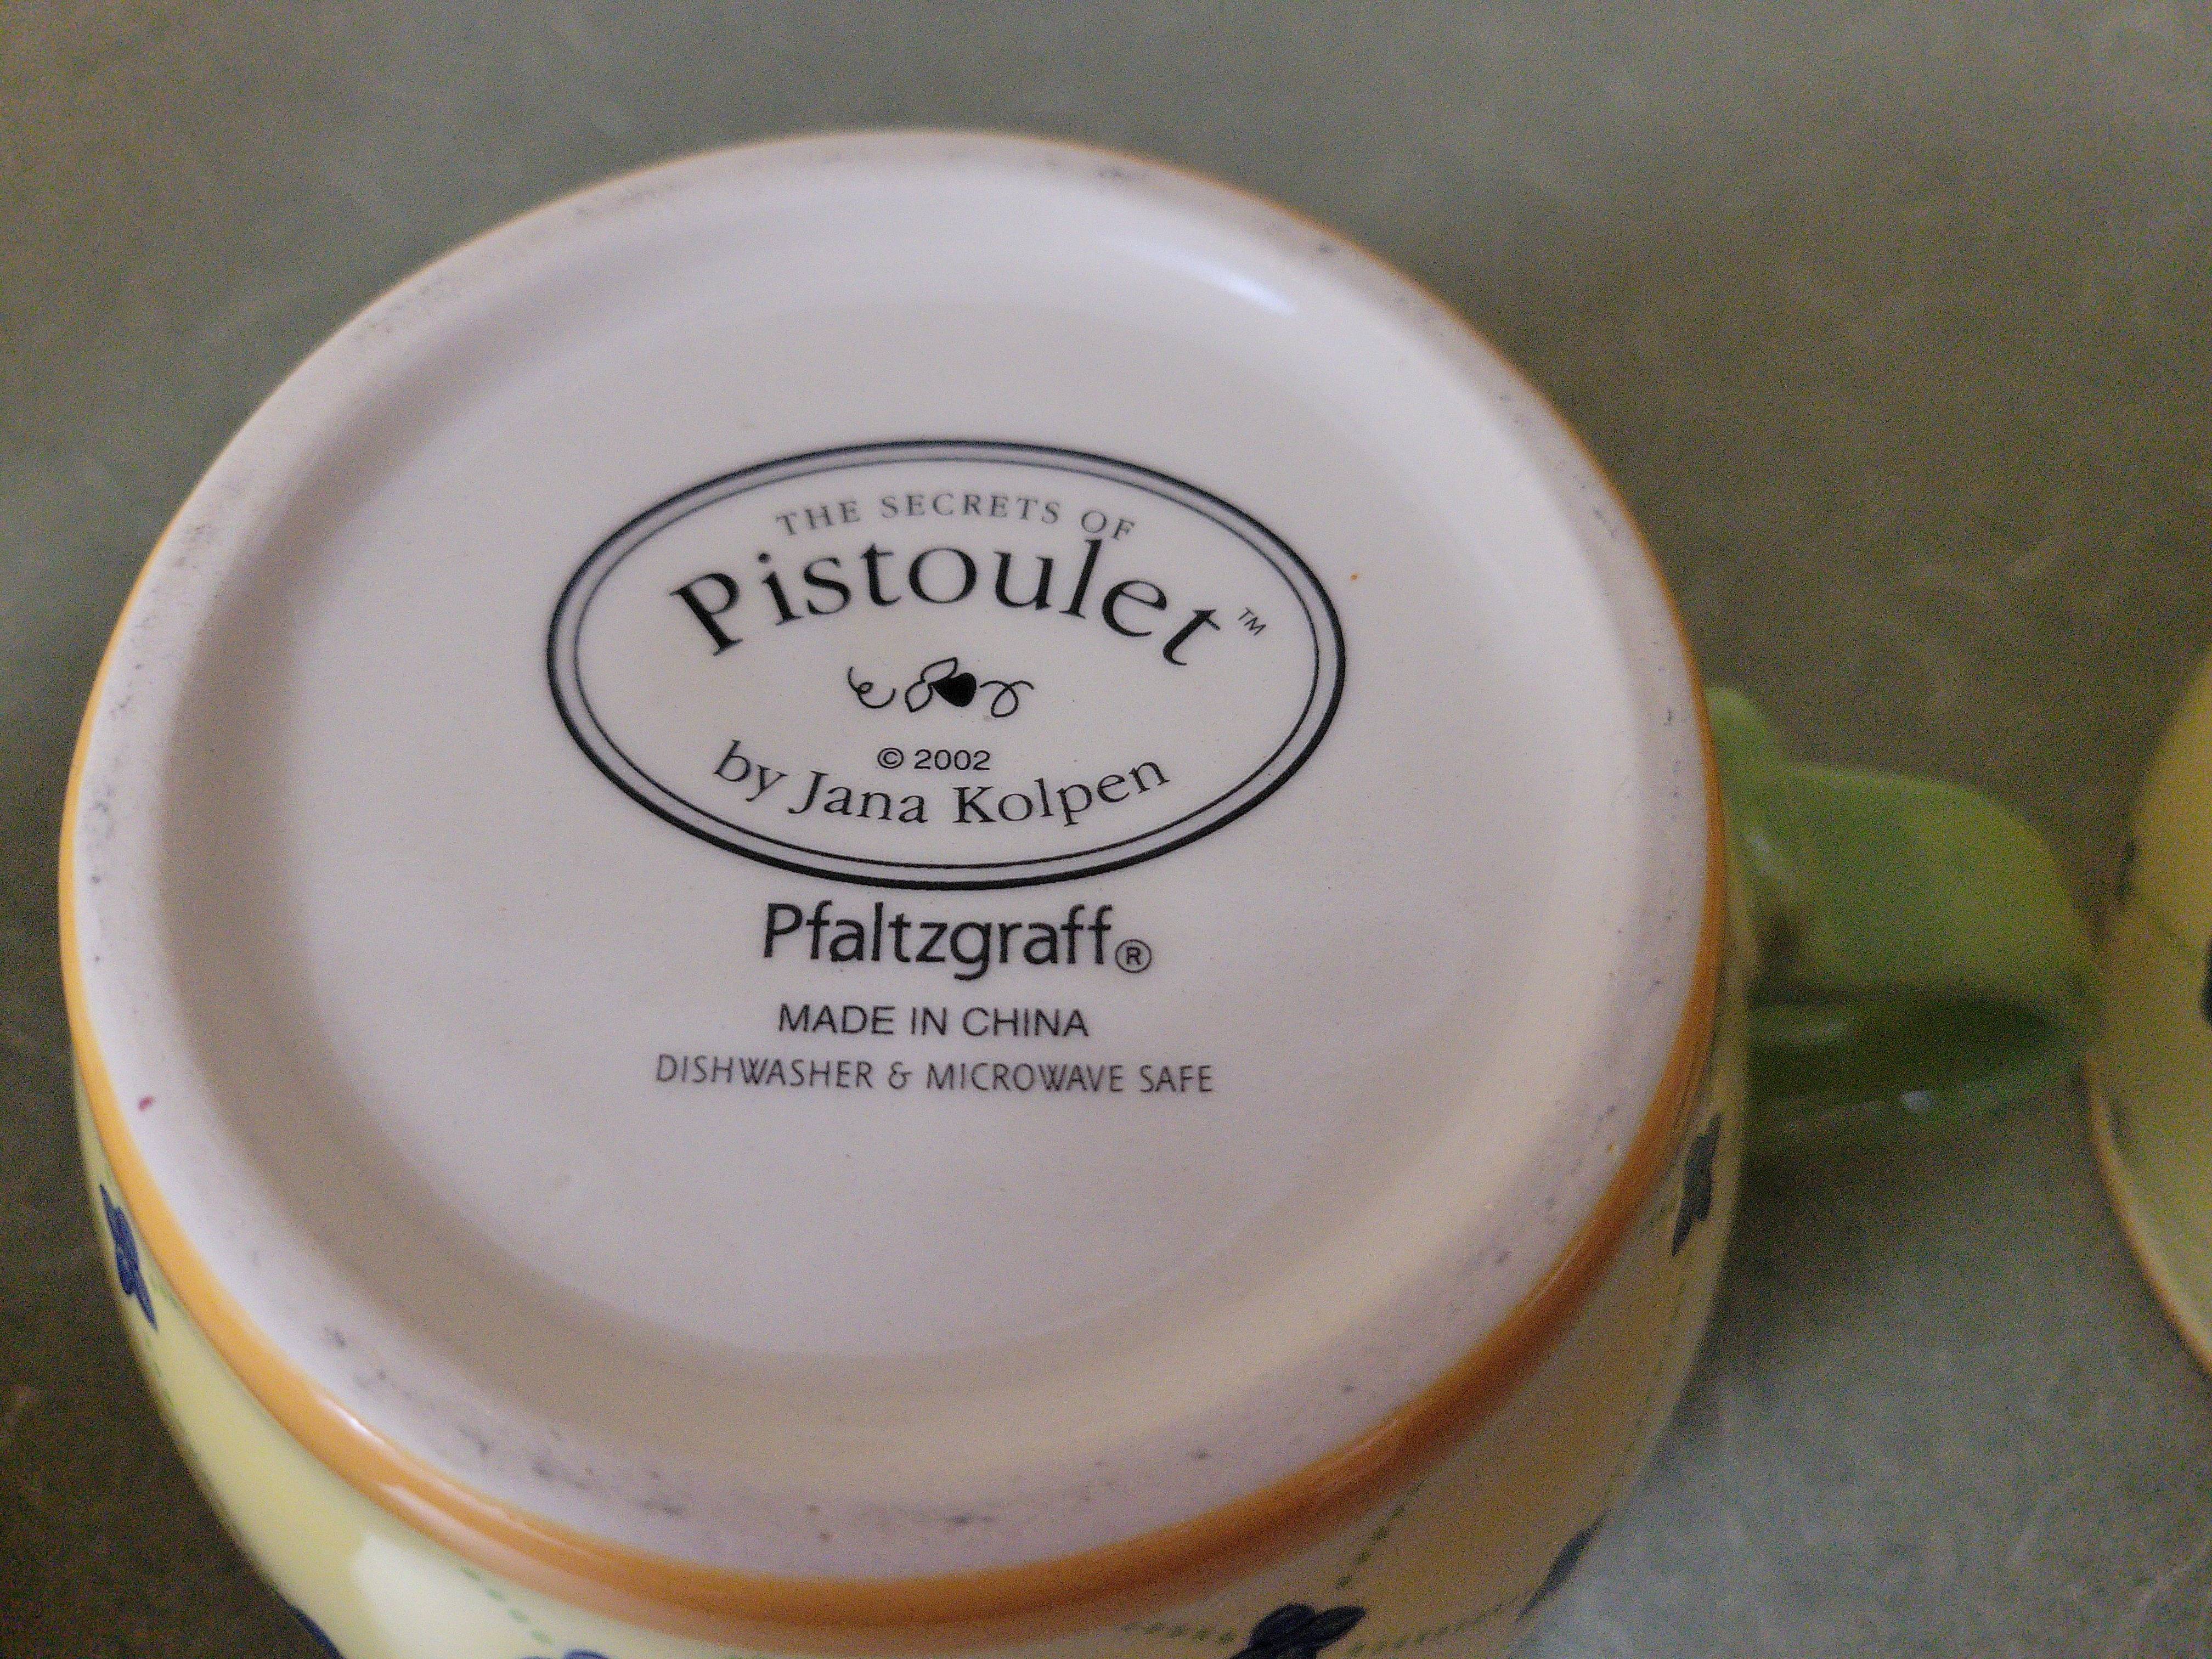 THE SECRETS OF
Pistoulet™
© 2002
by Jana Kolpen
Pfaltzgraff®
MADE IN CHINA
DISHWASHER & MICROWAVE SAFE